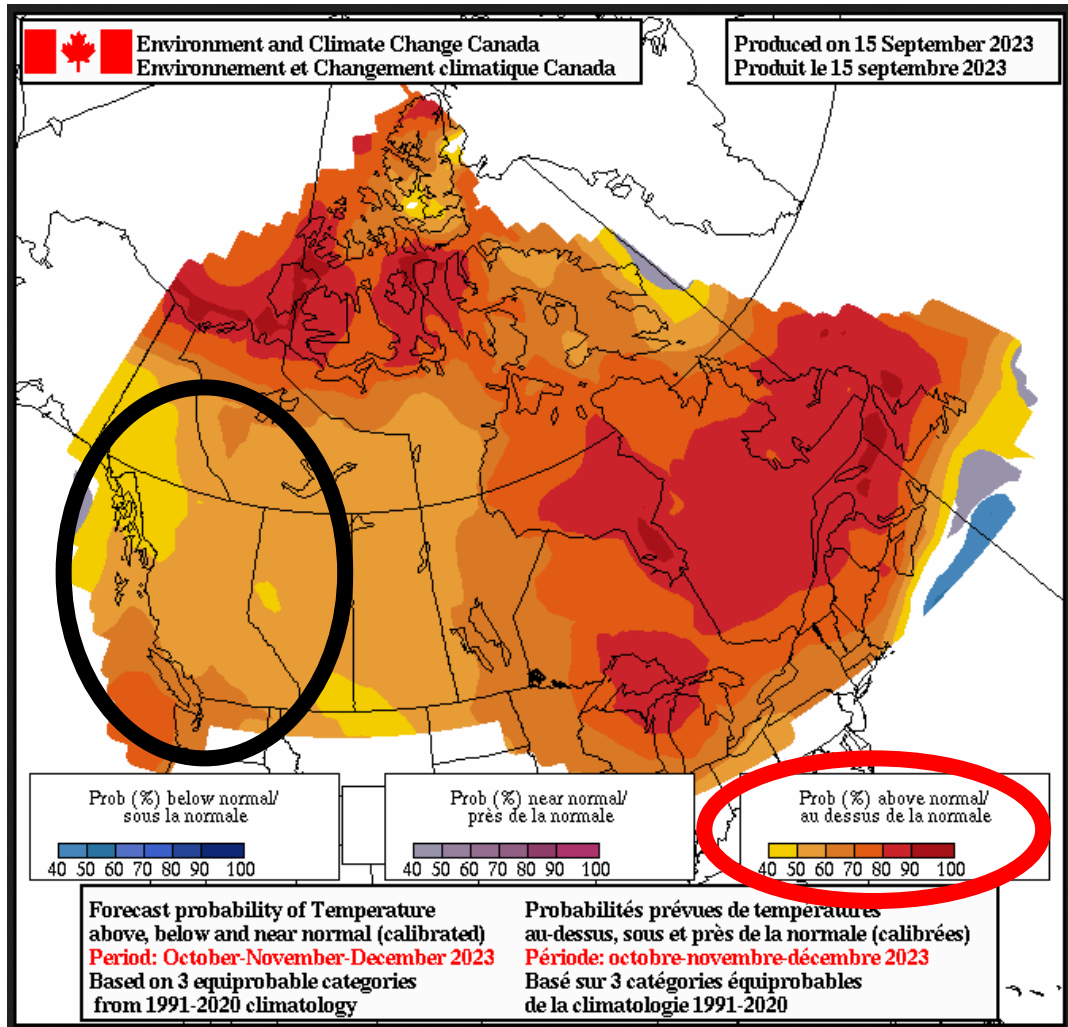 Environment and Climate Change Canada
Environnement et Changement climatique Canada
Produced on 15 September 2023
Produit le 15 septembre 2023
Prob (%) below normal/
sous la normale
40 50 60 70 80 90 100
Prob (%) near normal/
près de la normale
40 50 60 70 80 90 100
Prob (%) above normal/
au dessus de la normale
40 50 60 70 80 90 100
Forecast probability of Temperature
above, below and near normal (calibrated)
Period: October-November-December 2023
Based on 3 equiprobable categories
from 1991-2020 climatology
Probabilités prévues de températures
au-dessus, sous et près de la normale (calibrées)
Période: octobre-novembre-décembre 2023
Basé sur 3 catégories équiprobables
de la climatologie 1991-2020